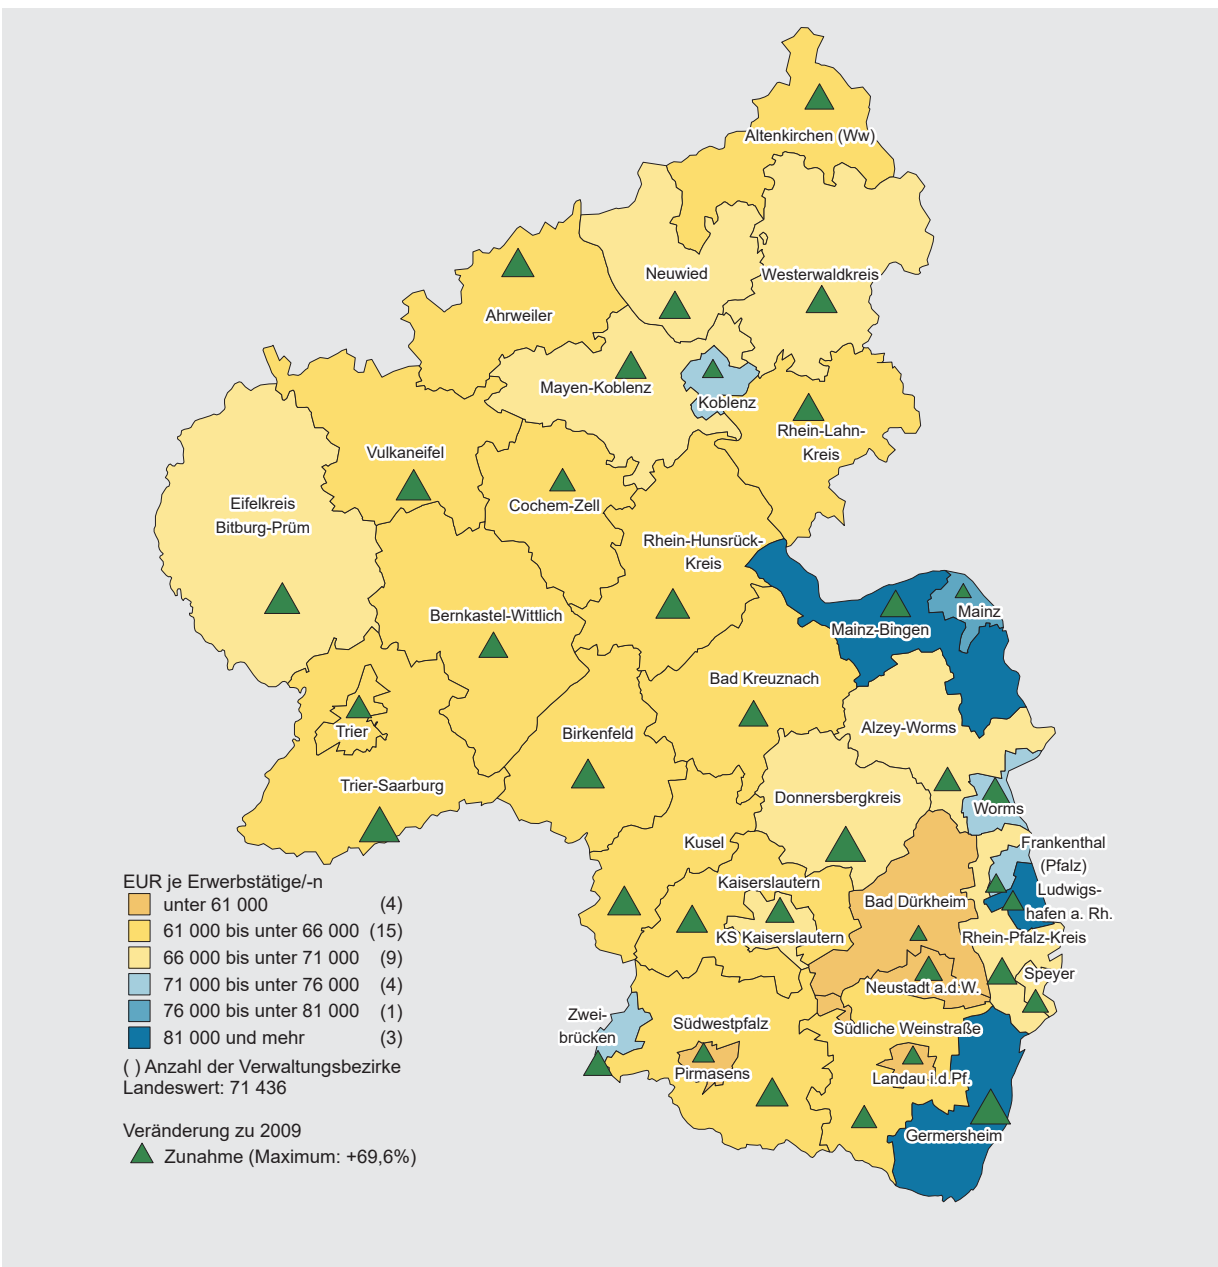 Altenkirchen (Ww)
Neuwied
Westerwaldkreis
Ahrweiler
Mayen-Koblenz
Koblenz
Rhein-Lahn-
Kreis
Vulkaneifel
Cochem-Zell
Eifelkreis
Bitburg-Prüm
Rhein-Hunsrück-
Kreis
Mainz
Mainz-Bingen
Bernkastel-Wittlich
Bad Kreuznach
Alzey-Worms
Trier
Birkenfeld
Trier-Saarburg
Donnersbergkreis
Worms
Kusel
Frankenthal
(Pfalz)
Kaiserslautern
Ludwigs-
hafen a. Rh.
Bad Dürkheim
KS Kaiserslautern
Rhein-Pfalz-Kreis
Speyer
Neustadt a.d.W.
Zwei-
brücken
Südwestpfalz
Südliche Weinstraße
Pirmasens
Landau i.d.Pf.
Germersheim
EUR je Erwerbstätige/-n
unter 61 000 (4)
61 000 bis unter 66 000 (15)
66 000 bis unter 71 000 (9)
71 000 bis unter 76 000 (4)
76 000 bis unter 81 000 (1)
81 000 und mehr (3)
( ) Anzahl der Verwaltungsbezirke
Landeswert: 71 436
Veränderung zu 2009
Zunahme (Maximum: +69,6%)